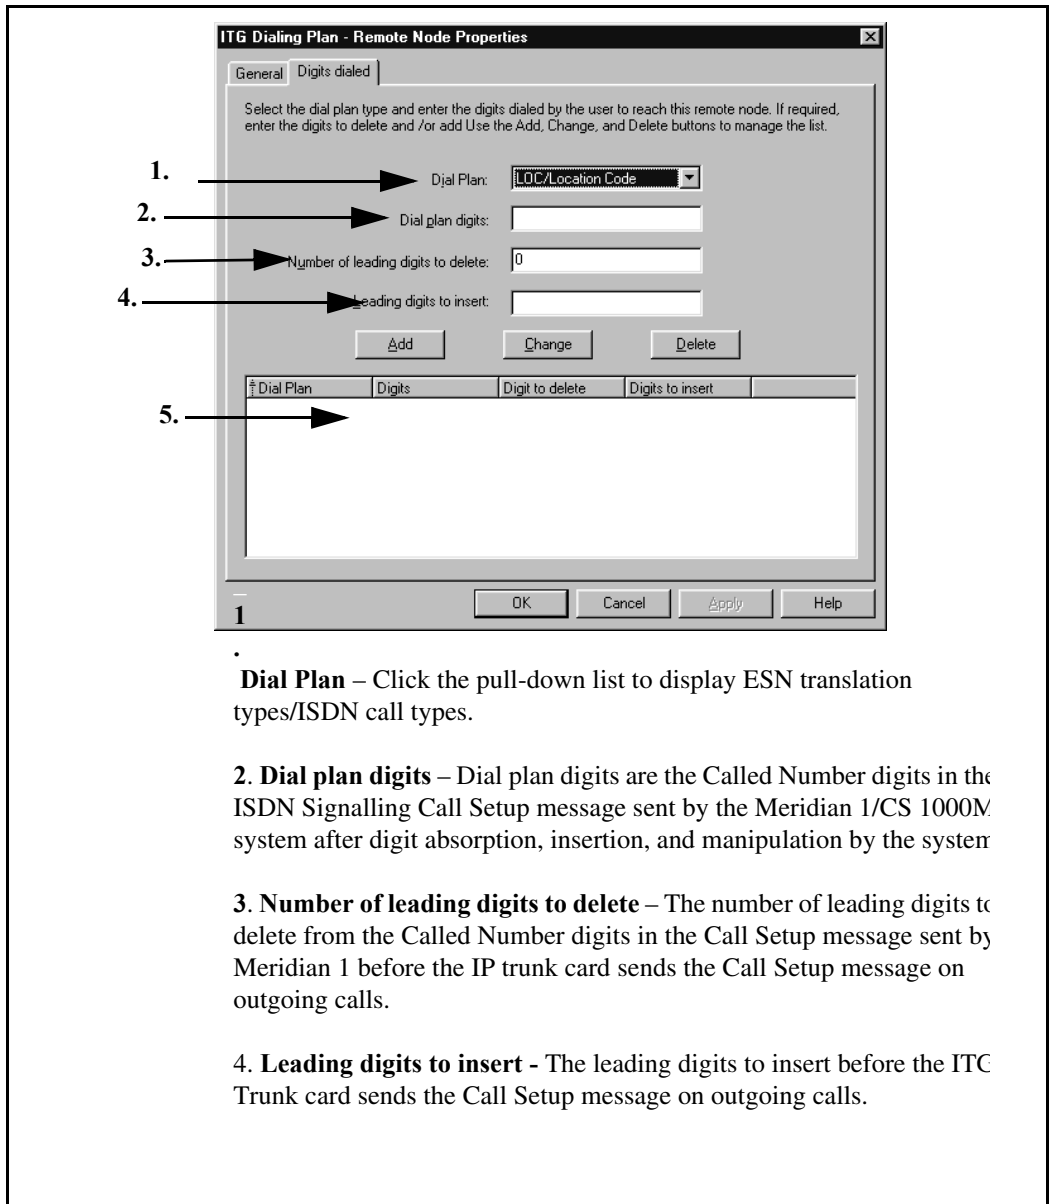 ITG Dialing Plan - Remote Node Properties
General Digits dialed
Select the dial plan type and enter the digits dialed by the user to reach this remote node. If required,
enter the digits to delete and /or add Use the Add, Change, and Delete buttons to manage the list.
1. Dial Plan: LOC/Location Code
2. Dial plan digits:
3. Number of leading digits to delete: 0
4. Leading digits to insert:
Add Change Delete
Dial Plan Digits Digit to delete Digits to insert
5.
OK Cancel Apply Help
1
.
Dial Plan – Click the pull-down list to display ESN translation
types/ISDN call types.
2. Dial plan digits – Dial plan digits are the Called Number digits in the
ISDN Signalling Call Setup message sent by the Meridian 1/CS 1000M
system after digit absorption, insertion, and manipulation by the system
3. Number of leading digits to delete – The number of leading digits to
delete from the Called Number digits in the Call Setup message sent by
Meridian 1 before the IP trunk card sends the Call Setup message on
outgoing calls.
4. Leading digits to insert - The leading digits to insert before the ITG
Trunk card sends the Call Setup message on outgoing calls.